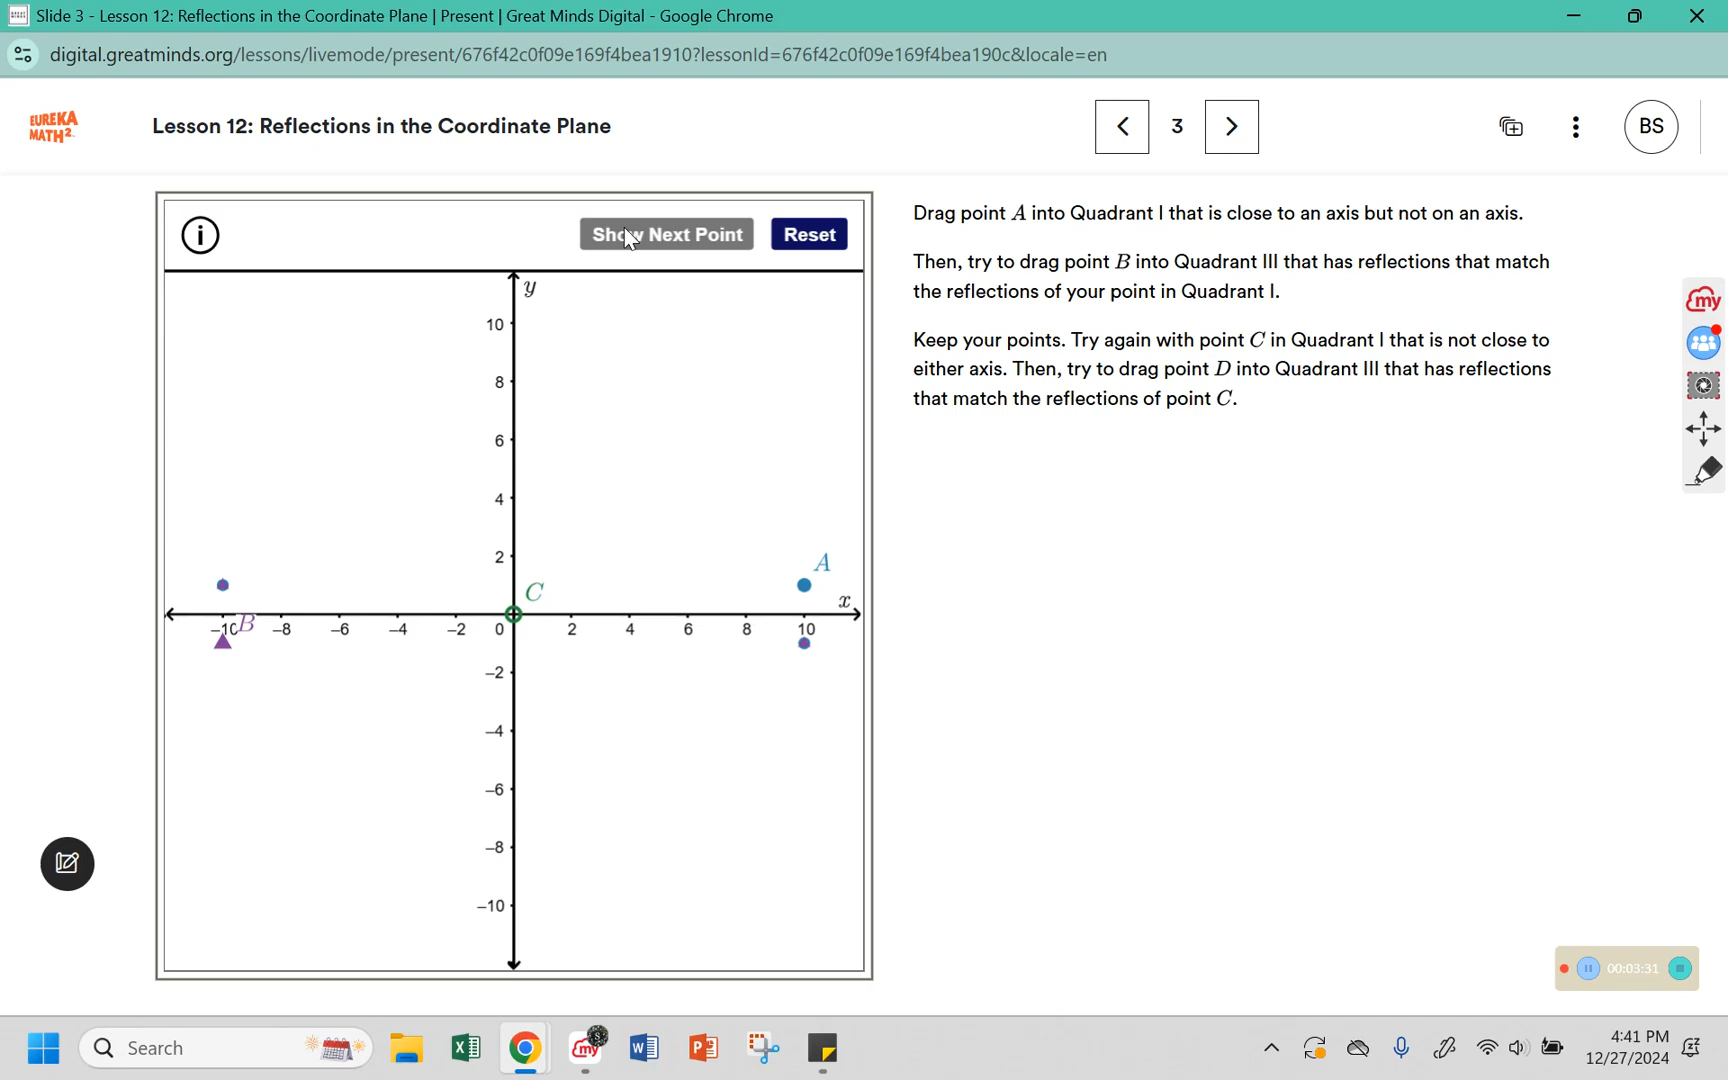 Slide 3 - Lesson 12: Reflections in the Coordinate Plane | Present | Great Minds Digital - Google Chrome
digital.greatminds.org/lessons/livemode/present/676f42c0f09e169f4bea1910?lessonId=676f42c0f09e169f4bea190c&locale=en
EUREKA
MATH²
Lesson 12: Reflections in the Coordinate Plane
3
BS
i
Show Next Point
Reset
Drag point A into Quadrant I that is close to an axis but not on an axis.
Then, try to drag point B into Quadrant III that has reflections that match
the reflections of your point in Quadrant I.
Keep your points. Try again with point C in Quadrant I that is not close to
either axis. Then, try to drag point D into Quadrant III that has reflections
that match the reflections of point C.
my
y
10
8
6
4
2
A
C
x
B
–10 –8 –6 –4 –2 0 2 4 6 8 10
–2
–4
–6
–8
–10
00:03:31
Search
my
4:41 PM
12/27/2024